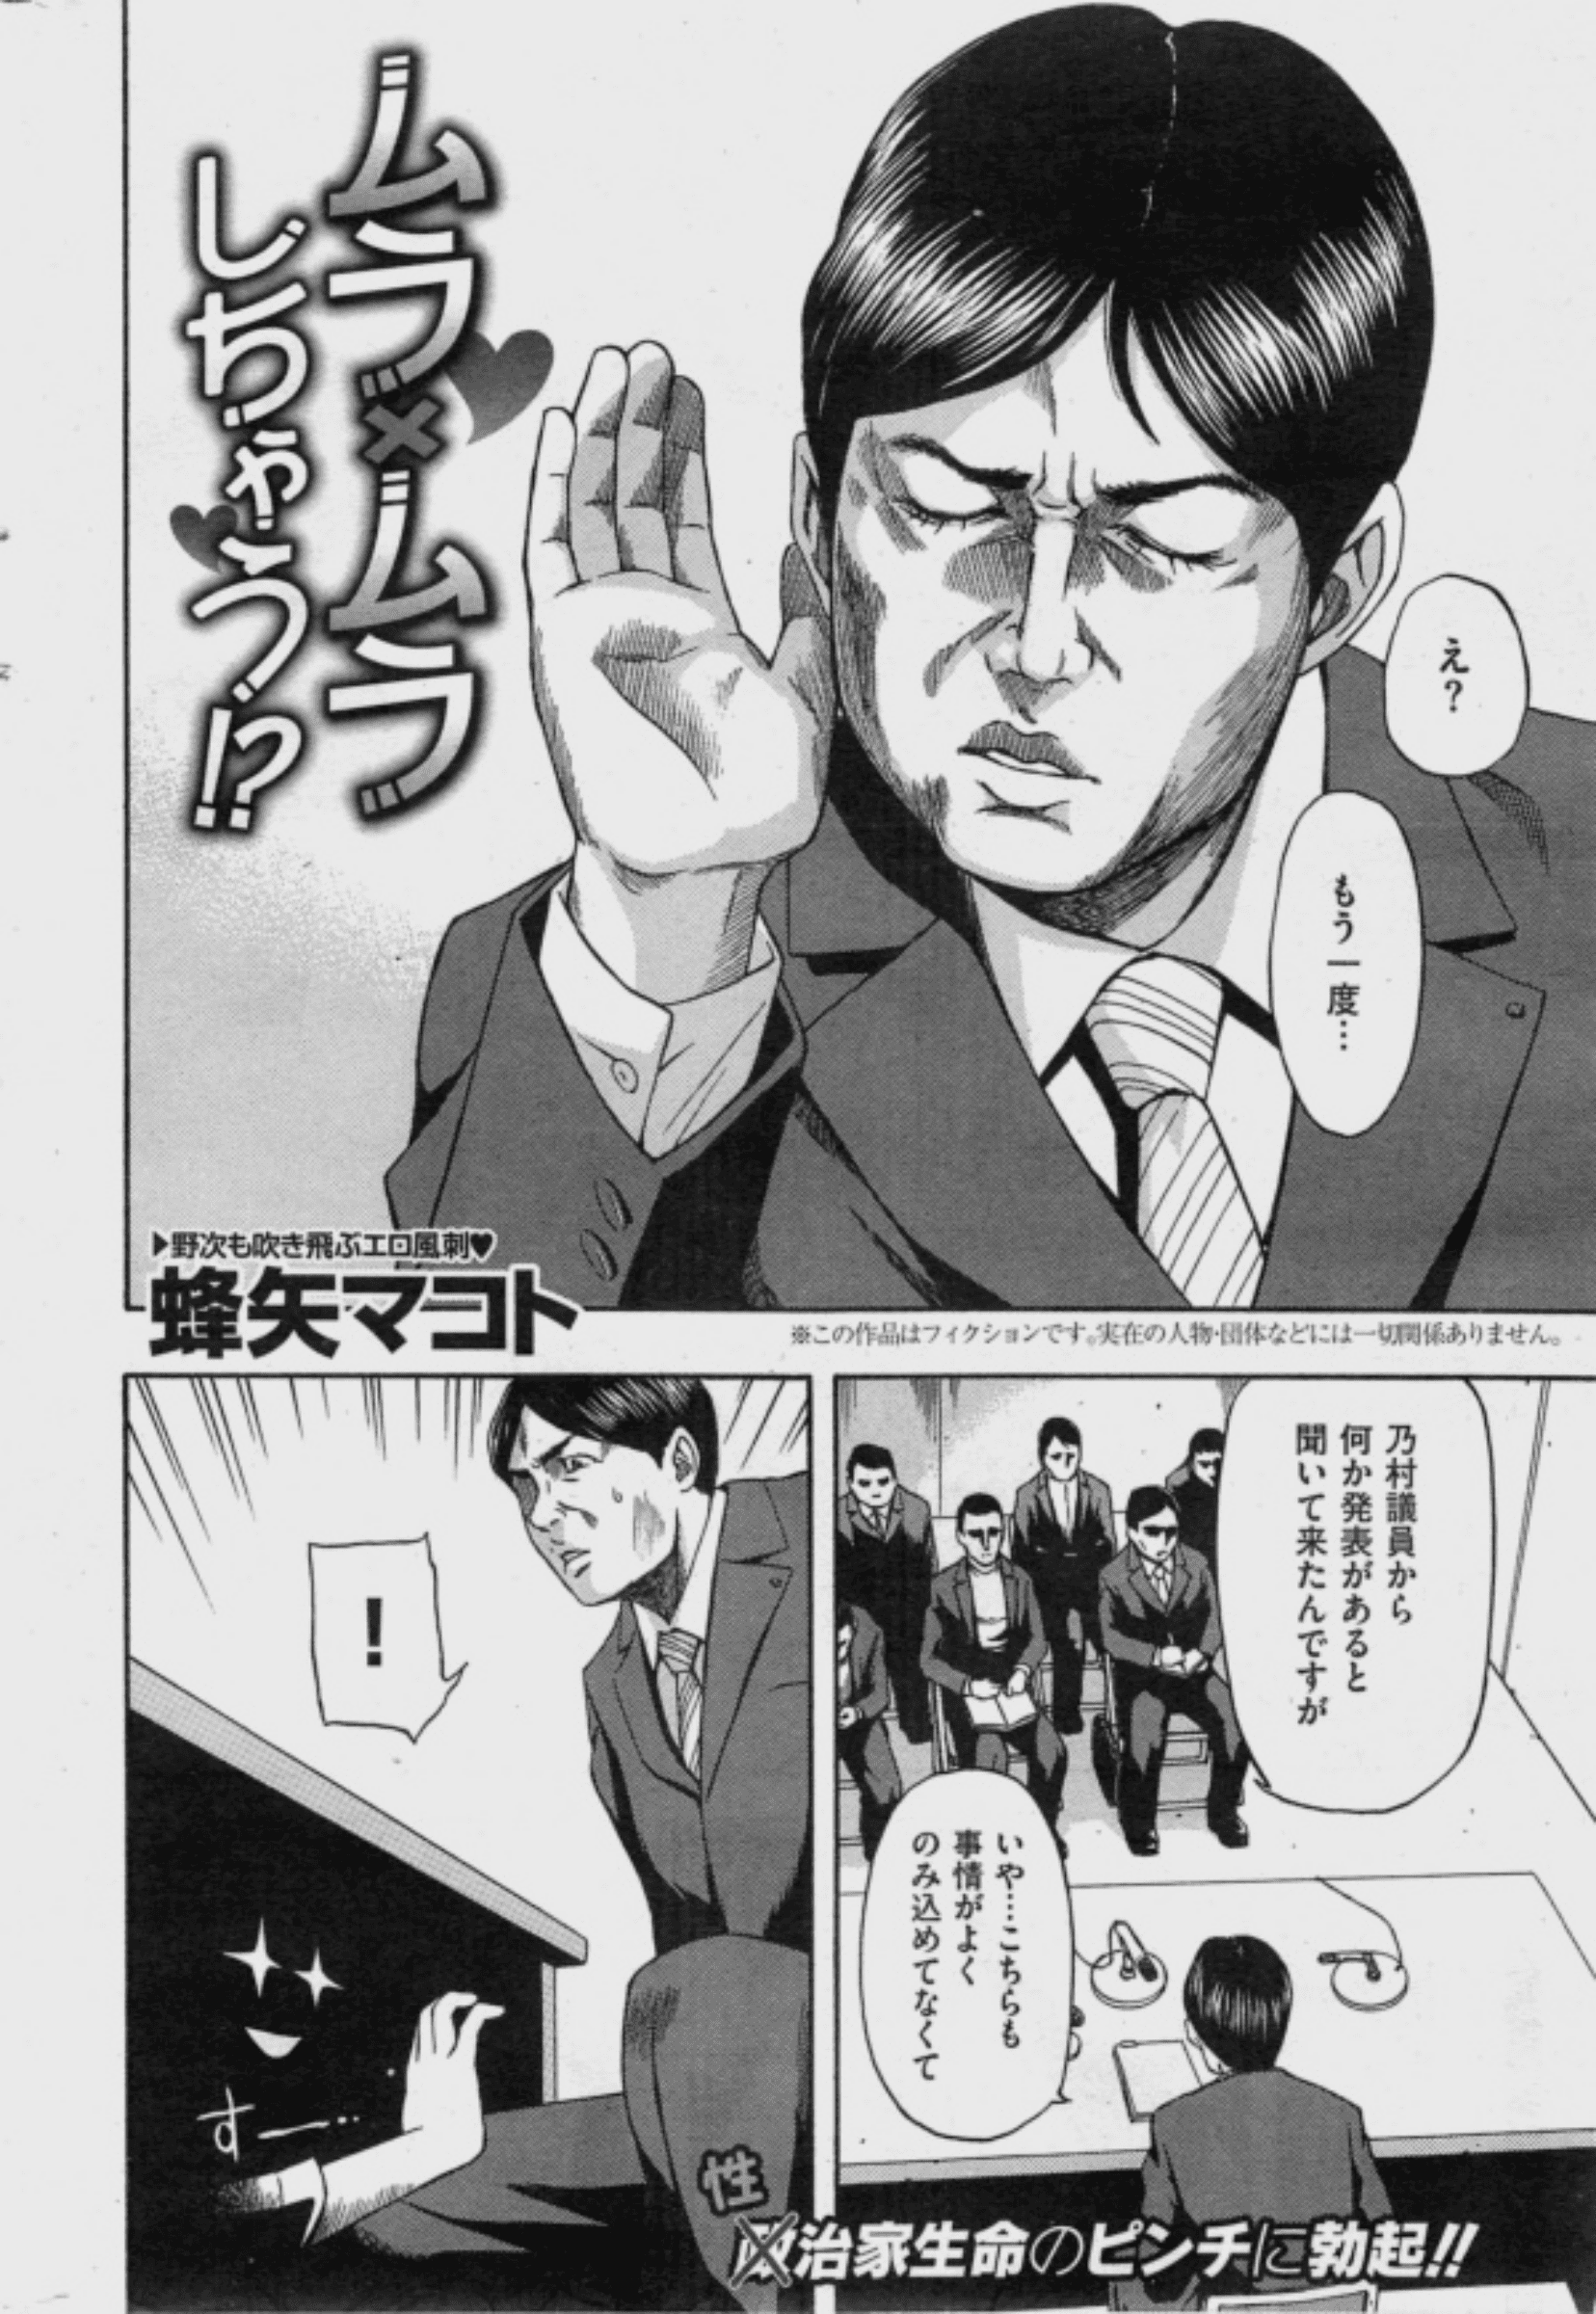 ムラ×ムラ
しちゃう!?
え?
もう一度…
▶野次も吹き飛ぶエロ風刺♥
蜂矢マコト
※この作品はフィクションです。実在の人物・団体などには一切関係ありません。
乃村議員から
何か発表があると
聞いて来たんですが
いや…こちらも
事情がよく
のみ込めてなくて
!
すー…
性
政治家生命のピンチに勃起!!